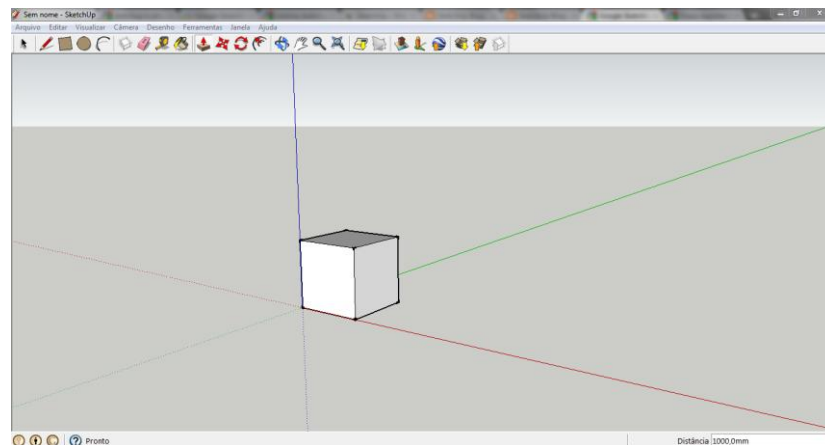 Sem nome - SketchUp
Arquivo Editar Visualizar Câmera Desenho Ferramentas Janela Ajuda
Pronto
Distância 1000,0mm